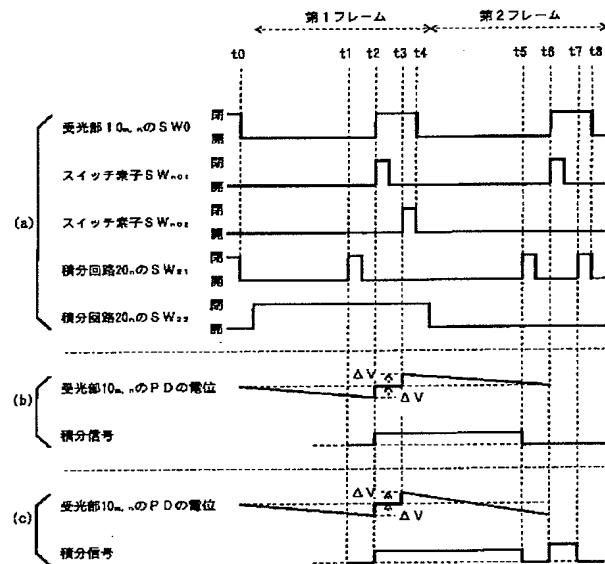 第1フレーム 第2フレーム
t0 t1 t2 t3 t4 t5 t6 t7 t8
(a)
受光部10m,nのSW0 閉 開
スイッチ素子SWn01 閉 開
スイッチ素子SWn02 閉 開
積分回路20nのSW21 閉 開
積分回路20nのSW22 閉 開
(b)
受光部10m,nのPDの電位 ΔV ΔV
積分信号
(c)
受光部10m,nのPDの電位 ΔV ΔV
積分信号